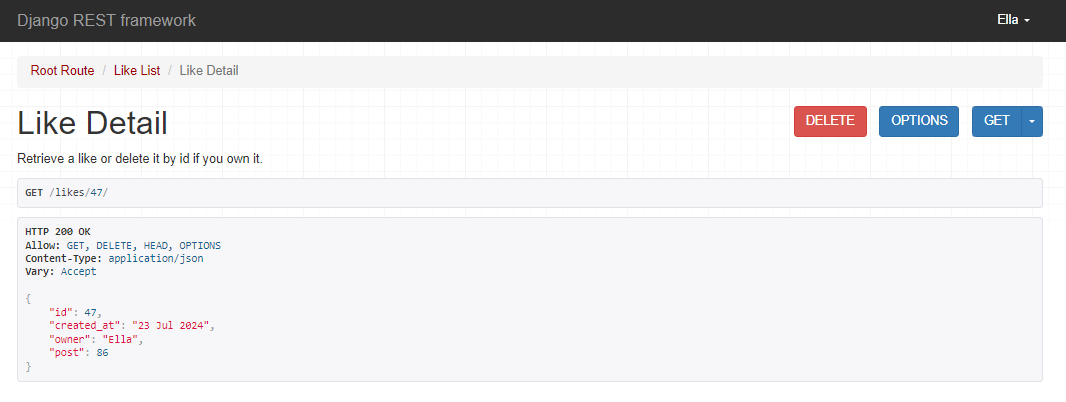 Django REST framework
Ella
Root Route / Like List / Like Detail
Like Detail
DELETE
OPTIONS
GET
Retrieve a like or delete it by id if you own it.
GET /likes/47/
HTTP 200 OK
Allow: GET, DELETE, HEAD, OPTIONS
Content-Type: application/json
Vary: Accept
{
    "id": 47,
    "created_at": "23 Jul 2024",
    "owner": "Ella",
    "post": 86
}